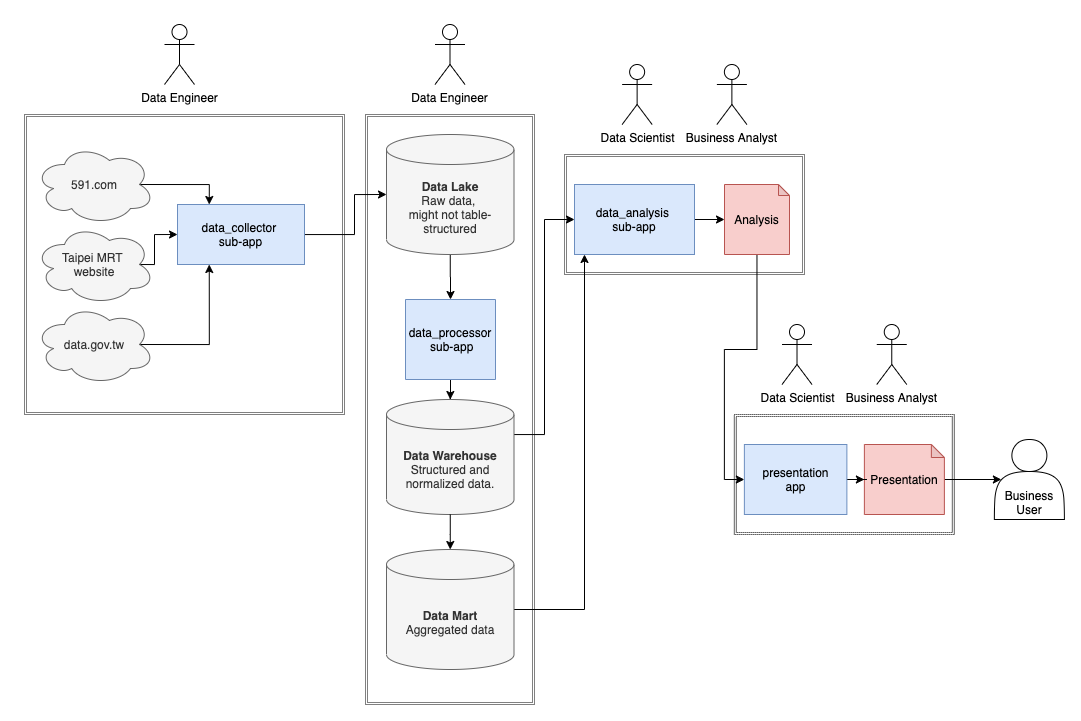 Data Engineer
591.com
Taipei MRT
website
data.gov.tw
data_collector
sub-app
Data Engineer
Data Lake
Raw data,
might not table-
structured
data_processor
sub-app
Data Warehouse
Structured and
normalized data.
Data Mart
Aggregated data
Data Scientist
Business Analyst
data_analysis
sub-app
Analysis
Data Scientist
Business Analyst
presentation
app
Presentation
Business
User